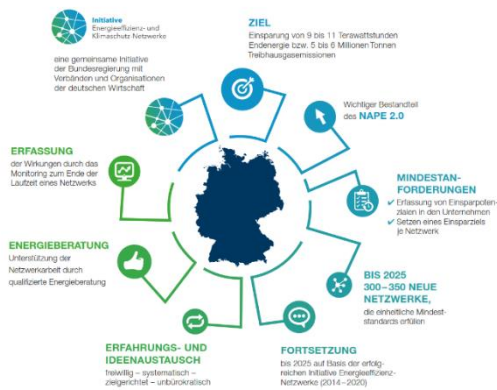 Initiative
Energieeffizienz- und
Klimaschutz Netzwerke
eine gemeinsame Initiative
der Bundesregierung mit
Verbänden und Organisationen
der deutschen Wirtschaft
ZIEL
Einsparung von 9 bis 11 Terawattstunden
Endenergie bzw. 5 bis 6 Millionen Tonnen
Treibhausgasemissionen
Wichtiger Bestandteil
des NAPE 2.0
MINDESTAN-
FORDERUNGEN
✓ Erfassung von Einsparpoten-
zialen in den Unternehmen
✓ Setzen eines Einsparziels
je Netzwerk
BIS 2025
300–350 NEUE
NETZWERKE,
die einheitliche Mindest-
standards erfüllen
FORTSETZUNG
bis 2025 auf Basis der erfolg-
reichen Initiative Energieeffizienz-
Netzwerke (2014–2020)
ERFAHRUNGS- UND
IDEENAUSTAUSCH
freiwillig – systematisch –
zielgerichtet – unbürokratisch
ENERGIEBERATUNG
Unterstützung der
Netzwerkarbeit durch
qualifizierte Energieberatung
ERFASSUNG
der Wirkungen durch das
Monitoring zum Ende der
Laufzeit eines Netzwerks